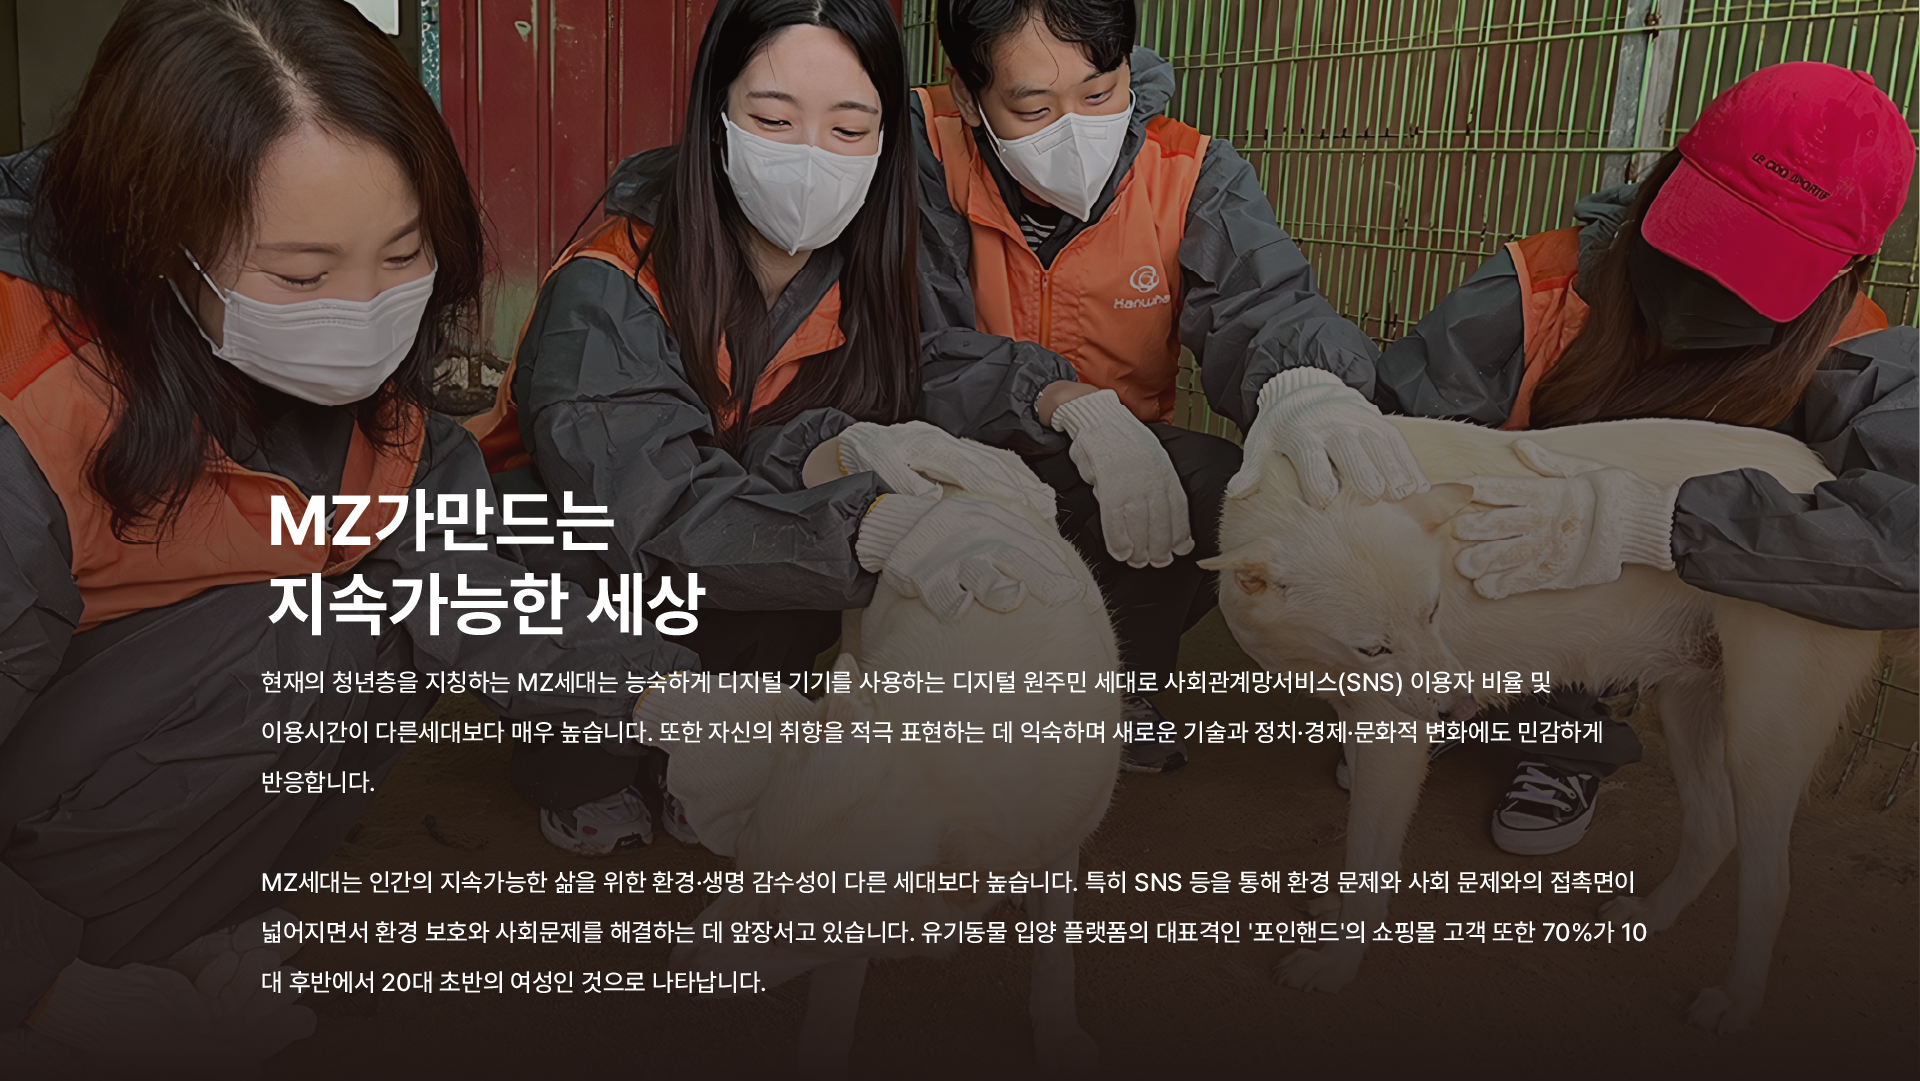 LE COQ SPORTIF
Hanwha
MZ가만드는
지속가능한 세상
현재의 청년층을 지칭하는 MZ세대는 능숙하게 디지털 기기를 사용하는 디지털 원주민 세대로 사회관계망서비스(SNS) 이용자 비율 및
이용시간이 다른세대보다 매우 높습니다. 또한 자신의 취향을 적극 표현하는 데 익숙하며 새로운 기술과 정치·경제·문화적 변화에도 민감하게
반응합니다.
MZ세대는 인간의 지속가능한 삶을 위한 환경·생명 감수성이 다른 세대보다 높습니다. 특히 SNS 등을 통해 환경 문제와 사회 문제와의 접촉면이
넓어지면서 환경 보호와 사회문제를 해결하는 데 앞장서고 있습니다. 유기동물 입양 플랫폼의 대표격인 '포인핸드'의 쇼핑몰 고객 또한 70%가 10
대 후반에서 20대 초반의 여성인 것으로 나타납니다.